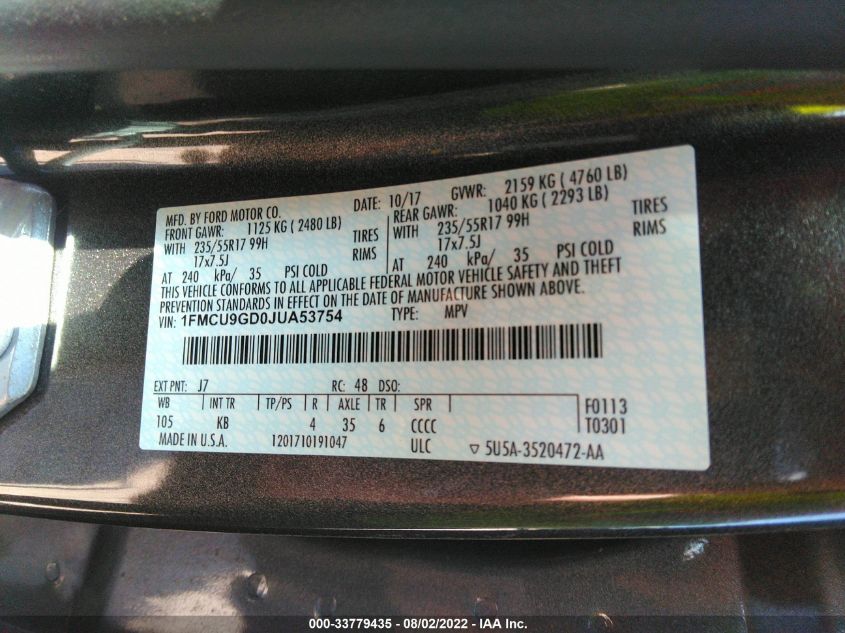 MFD. BY FORD MOTOR CO. DATE: 10/17 GVWR: 2159 KG ( 4760 LB)
FRONT GAWR: 1125 KG ( 2480 LB) REAR GAWR: 1040 KG ( 2293 LB)
WITH 235/55R17 99H TIRES WITH 235/55R17 99H TIRES
17x7.5J RIMS 17x7.5J RIMS
AT 240 kPa/ 35 PSI COLD AT 240 kPa/ 35 PSI COLD
THIS VEHICLE CONFORMS TO ALL APPLICABLE FEDERAL MOTOR VEHICLE SAFETY AND THEFT
PREVENTION STANDARDS IN EFFECT ON THE DATE OF MANUFACTURE SHOWN ABOVE.
VIN: 1FMCU9GD0JUA53754 TYPE: MPV
EXT PNT: J7 RC: 48 DSO:
WB INT TR TP/PS R AXLE TR SPR F0113
105 KB 4 35 6 CCCC T0301
MADE IN U.S.A. 1201710191047 ULC ▽ 5U5A-3520472-AA
000-33779435 - 08/02/2022 - IAA Inc.